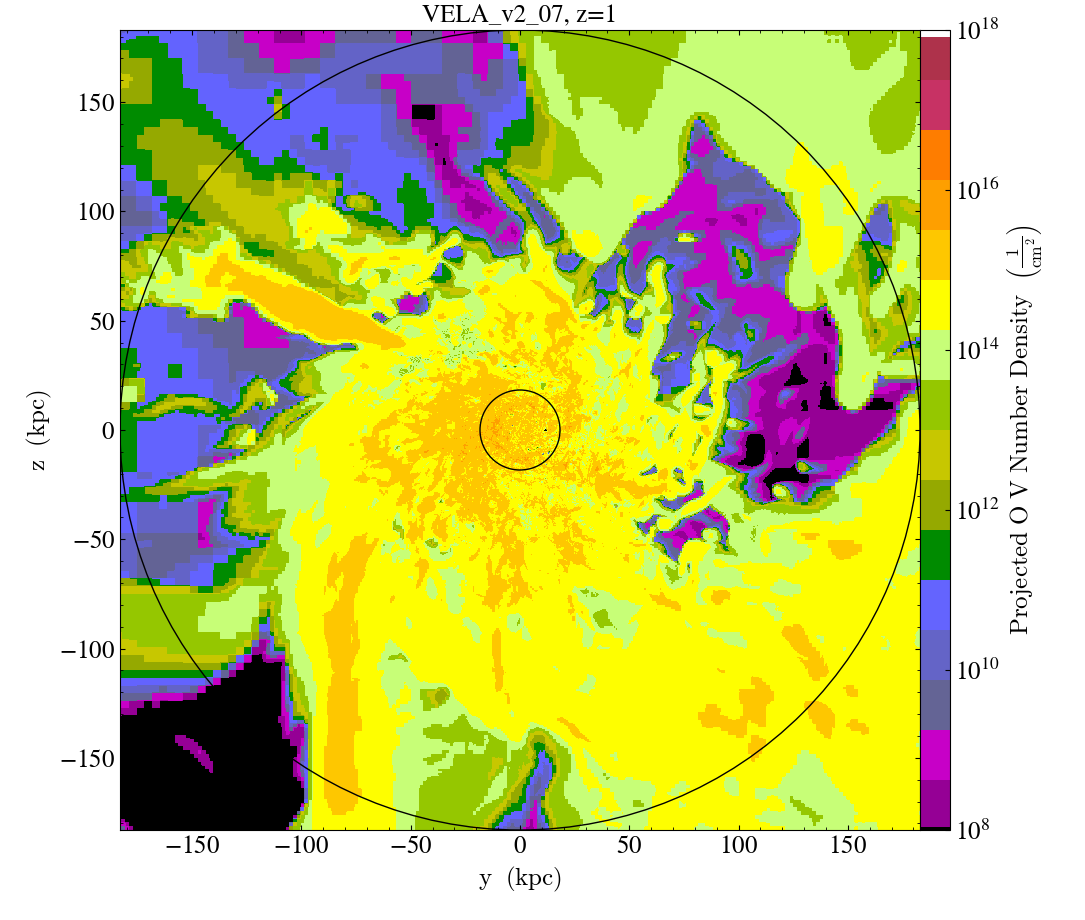 VELA_v2_07, z=1
150
100
50
0
−50
−100
−150
z (kpc)
−150 −100 −50 0 50 100 150
y (kpc)
10^18
10^16
10^14
10^12
10^10
10^8
Projected O V Number Density (1/cm^2)